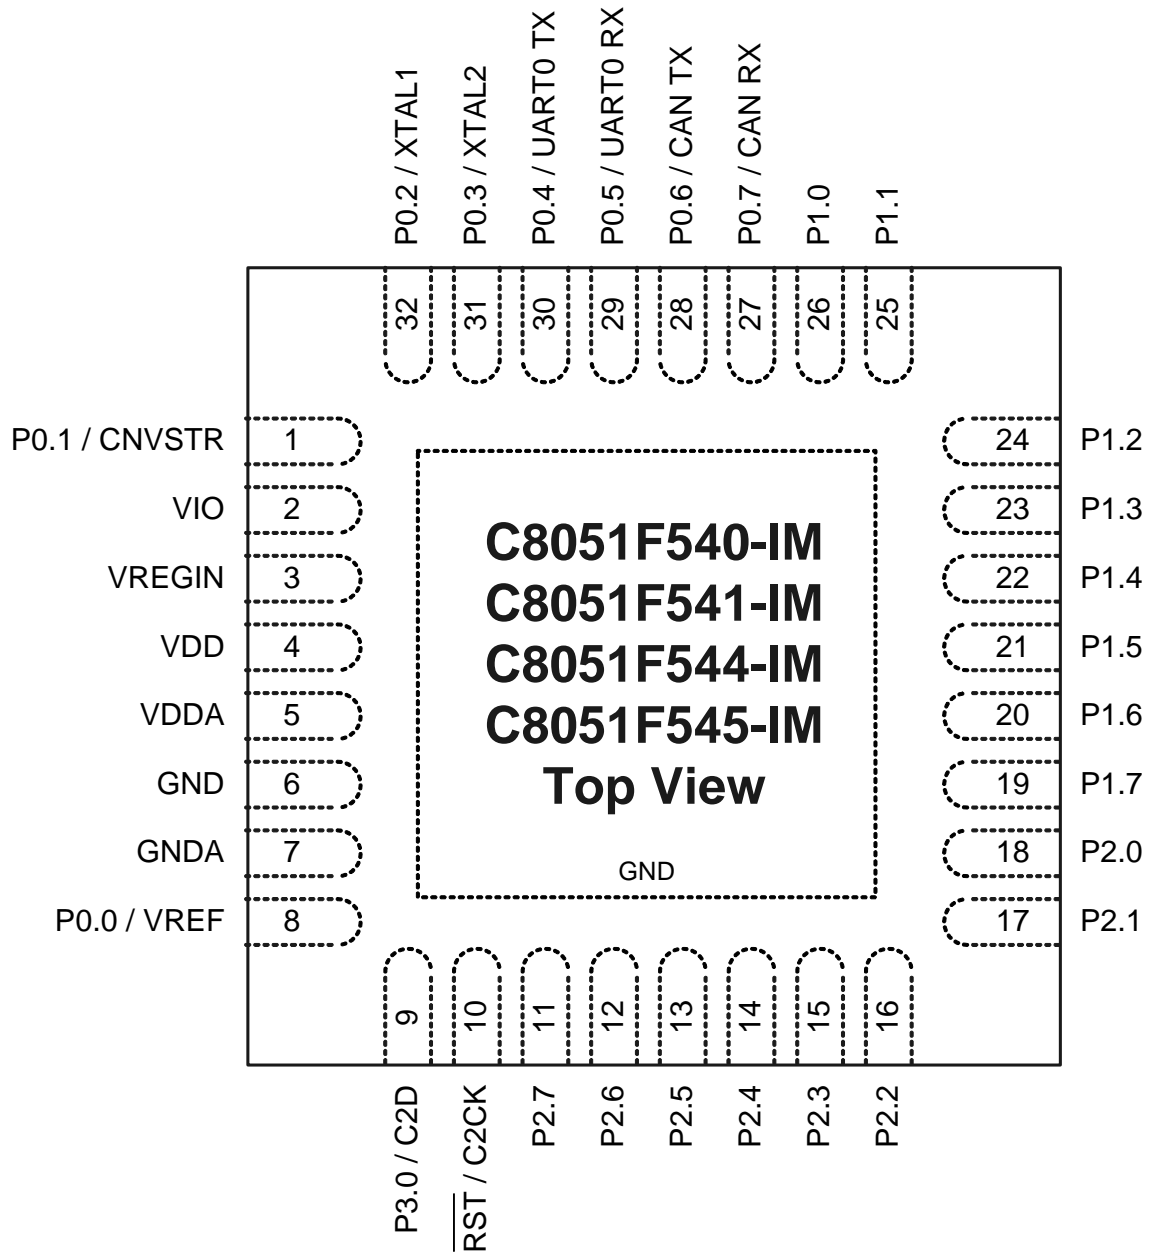 P0.2 / XTAL1
P0.3 / XTAL2
P0.4 / UART0 TX
P0.5 / UART0 RX
P0.6 / CAN TX
P0.7 / CAN RX
P1.0
P1.1
32
31
30
29
28
27
26
25
P0.1 / CNVSTR 1
VIO 2
VREGIN 3
VDD 4
VDDA 5
GND 6
GNDA 7
P0.0 / VREF 8
C8051F540-IM
C8051F541-IM
C8051F544-IM
C8051F545-IM
Top View
GND
24 P1.2
23 P1.3
22 P1.4
21 P1.5
20 P1.6
19 P1.7
18 P2.0
17 P2.1
9
10
11
12
13
14
15
16
P3.0 / C2D
RST / C2CK
P2.7
P2.6
P2.5
P2.4
P2.3
P2.2